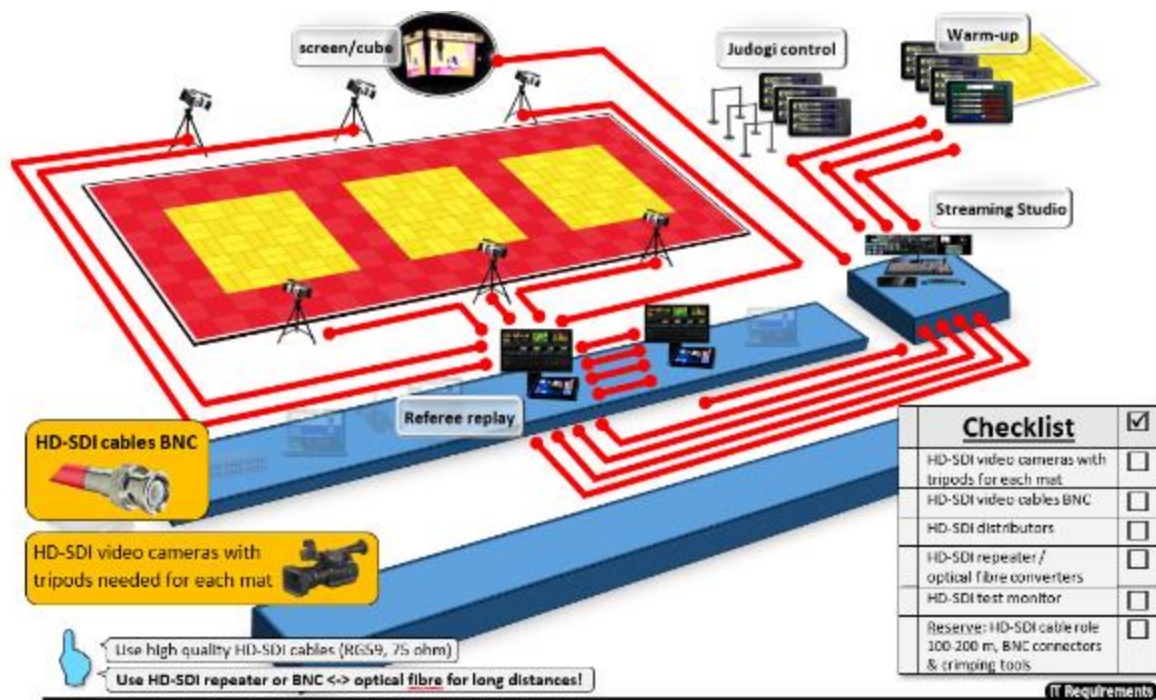 screen/cube
Judogi control
Warm-up
Streaming Studio
Referee replay
HD-SDI cables BNC
HD-SDI video cameras with
tripods needed for each mat
Checklist
HD-SDI video cameras with
tripods for each mat
HD-SDI video cables BNC
HD-SDI distributors
HD-SDI repeater /
optical fibre converters
HD-SDI test monitor
Reserve: HD-SDI cable role
100-200 m, BNC connectors
& crimping tools
Use high quality HD-SDI cables (RG59, 75 ohm)
Use HD-SDI repeater or BNC <-> optical fibre for long distances!
IT Requirements